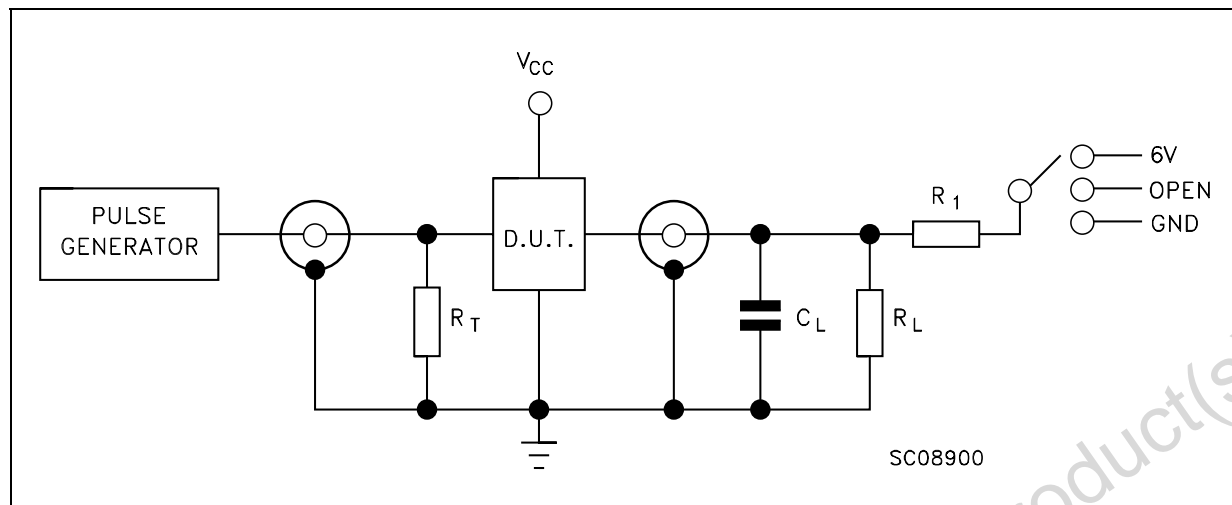 VCC
PULSE
GENERATOR
D.U.T.
RT
CL
RL
R1
6V
OPEN
GND
SC08900